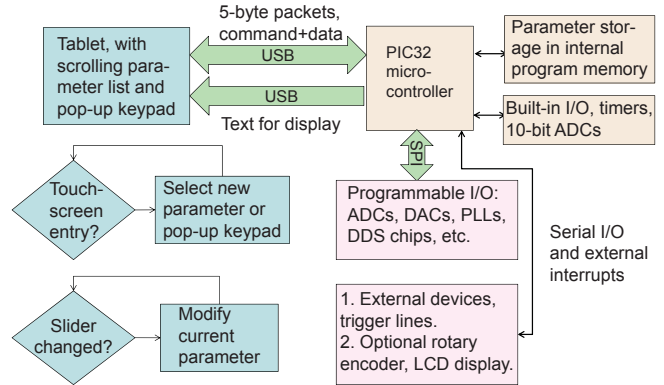 5-byte packets,
command+data
USB
USB
Text for display
Tablet, with
scrolling para-
meter list and
pop-up keypad
PIC32
micro-
controller
Parameter stor-
age in internal
program memory
Built-in I/O, timers,
10-bit ADCs
SPI
Touch-
screen
entry?
Select new
parameter or
pop-up keypad
Programmable I/O:
ADCs, DACs, PLLs,
DDS chips, etc.
Serial I/O
and external
interrupts
Slider
changed?
Modify
current
parameter
1. External devices,
trigger lines.
2. Optional rotary
encoder, LCD display.